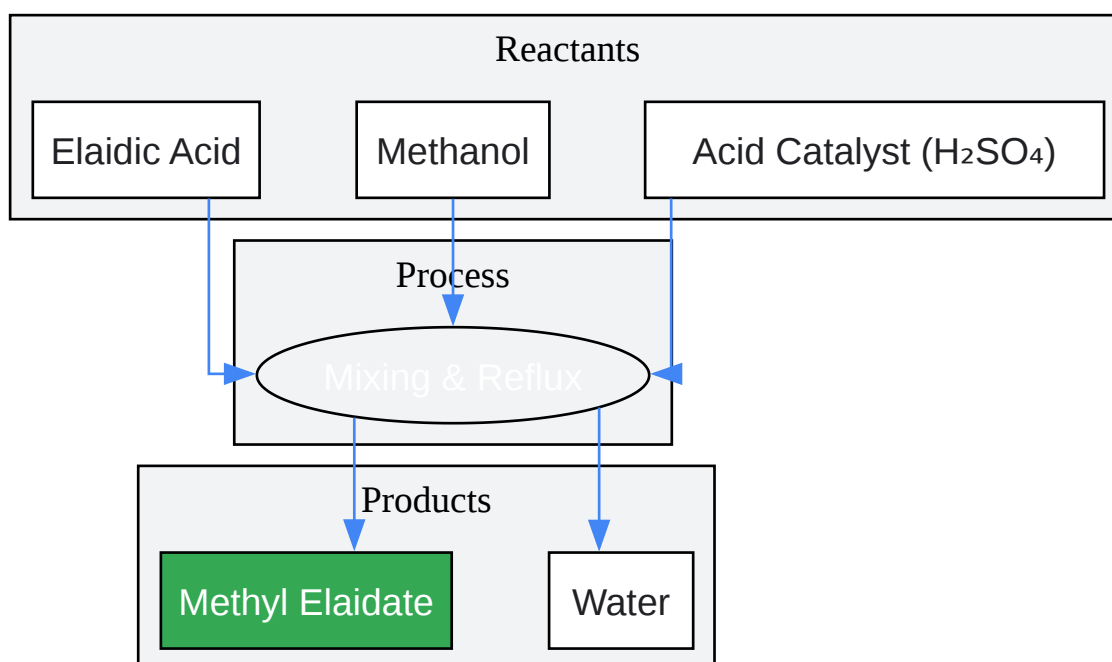 Reactants
Elaidic Acid
Methanol
Acid Catalyst (H₂SO₄)
Process
Mixing & Reflux
Products
Methyl Elaidate
Water